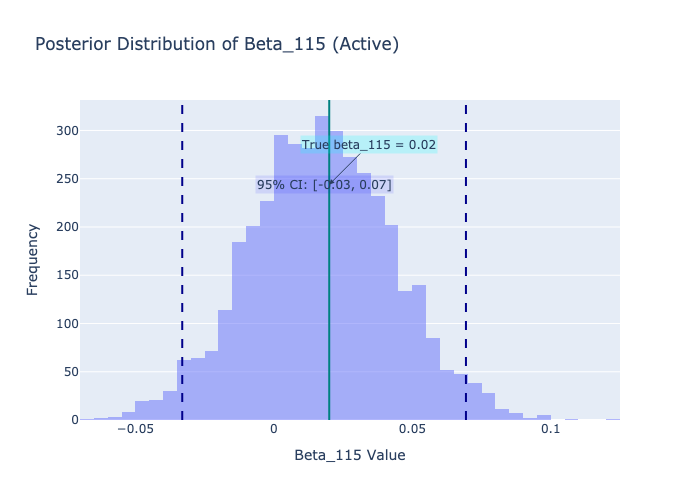 Posterior Distribution of Beta_115 (Active)
300
250
200
150
100
50
0
Frequency
True beta_115 = 0.02
95% CI: [-0.03, 0.07]
−0.05
0
0.05
0.1
Beta_115 Value